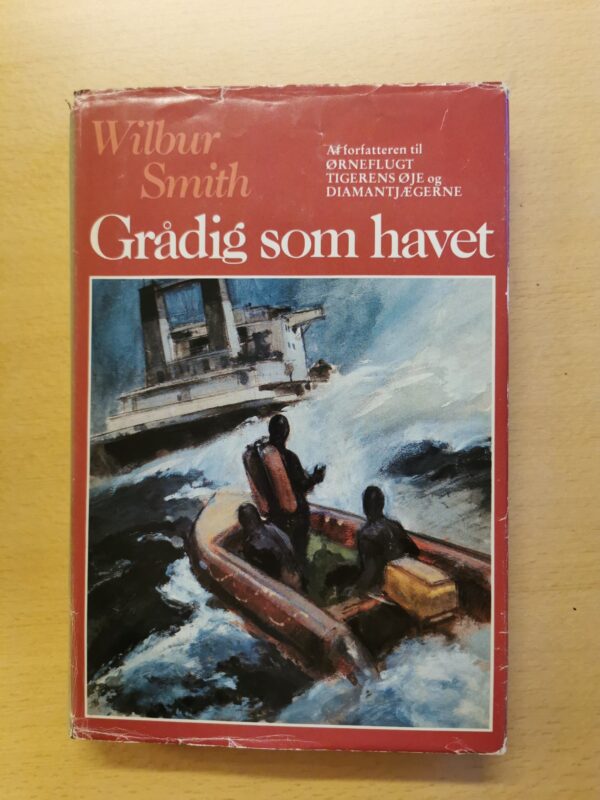 Wilbur
Smith
Af forfatteren til
ØRNEFLUGT
TIGERENS ØJE og
DIAMANTJÆGERNE
Grådig som havet